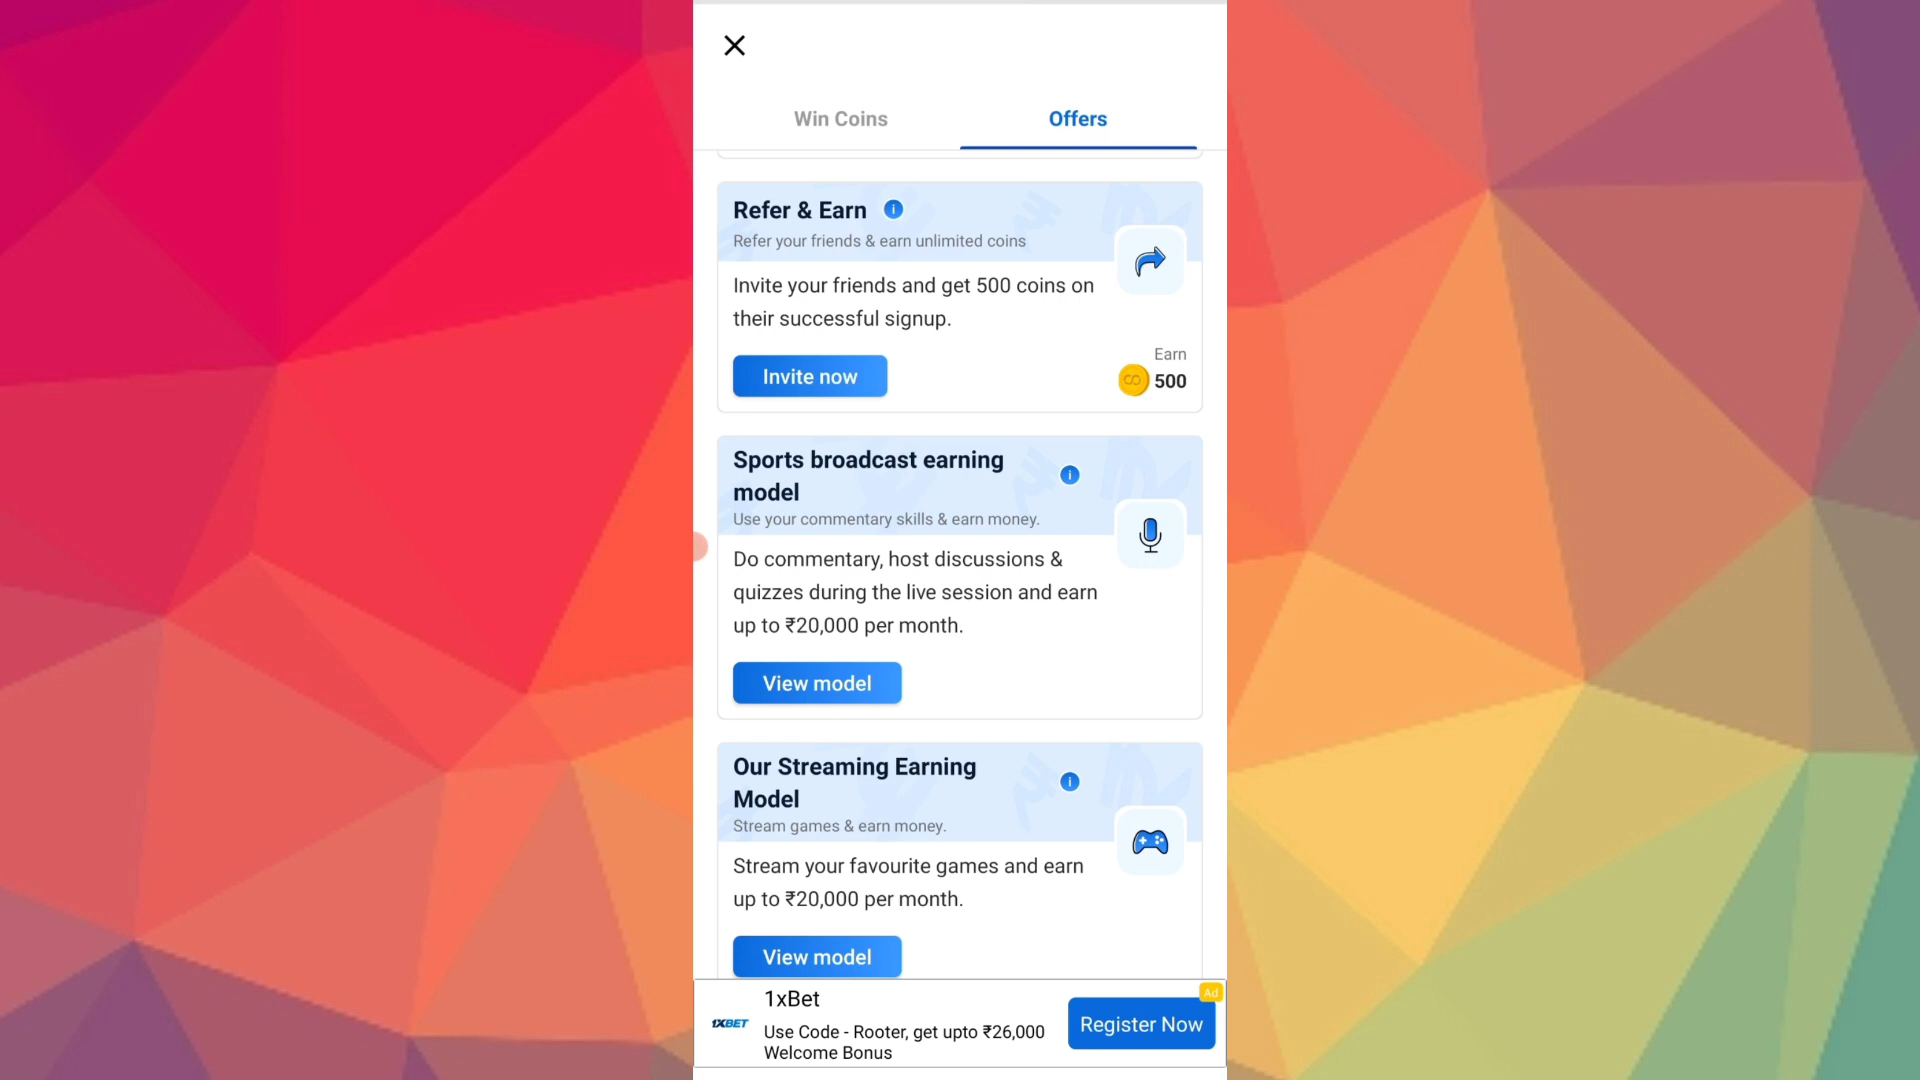 Win Coins
Offers
Refer & Earn
Refer your friends & earn unlimited coins
Invite your friends and get 500 coins on
their successful signup.
Earn
500
Invite now
Sports broadcast earning
model
Use your commentary skills & earn money.
Do commentary, host discussions &
quizzes during the live session and earn
up to ₹20,000 per month.
View model
Our Streaming Earning
Model
Stream games & earn money.
Stream your favourite games and earn
up to ₹20,000 per month.
View model
1XBET
1xBet
Use Code - Rooter, get upto ₹26,000
Welcome Bonus
Ad
Register Now